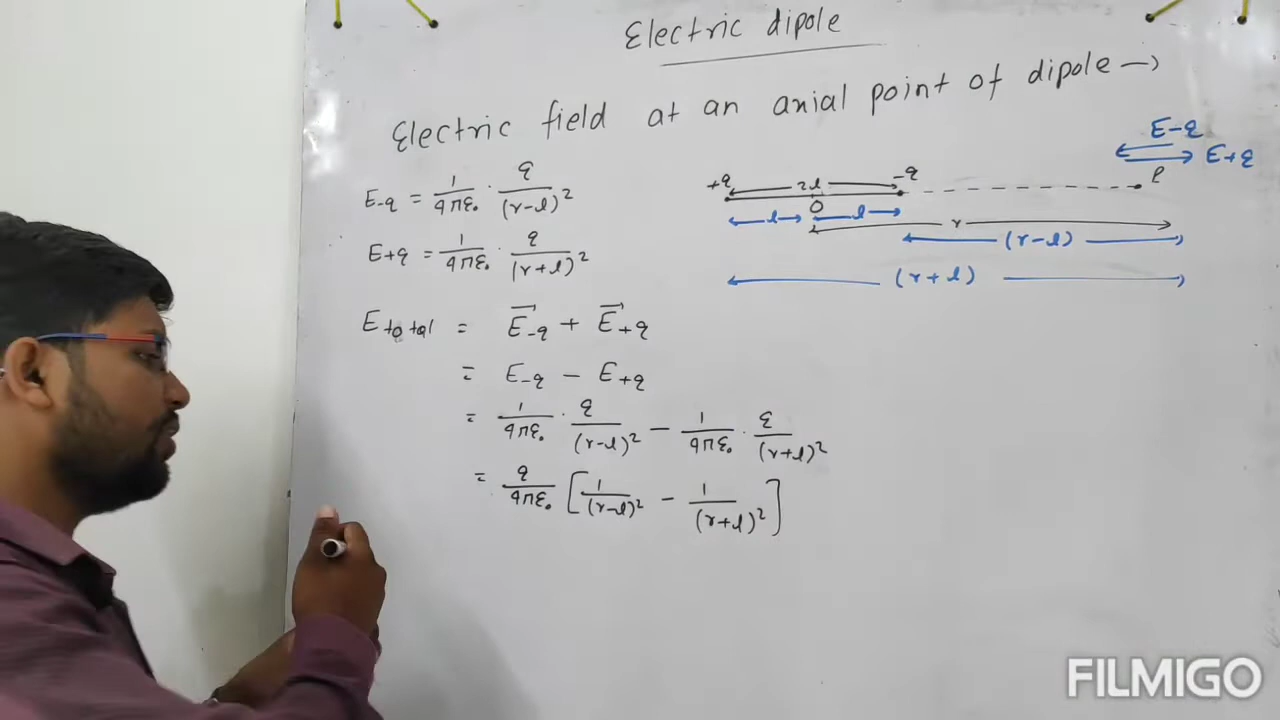 Electric dipole
Electric field at an axial point of dipole →
E-q = 1/4πε₀ · q/(r-l)²
E+q = 1/4πε₀ · q/(r+l)²
E-q
E+q
+q 2l -q P
O
l l r
(r-l)
(r+l)
Etotal = E⃗-q + E⃗+q
= E-q - E+q
= 1/4πε₀ · q/(r-l)² - 1/4πε₀ · q/(r+l)²
= q/4πε₀ [1/(r-l)² - 1/(r+l)²]
FILMIGO